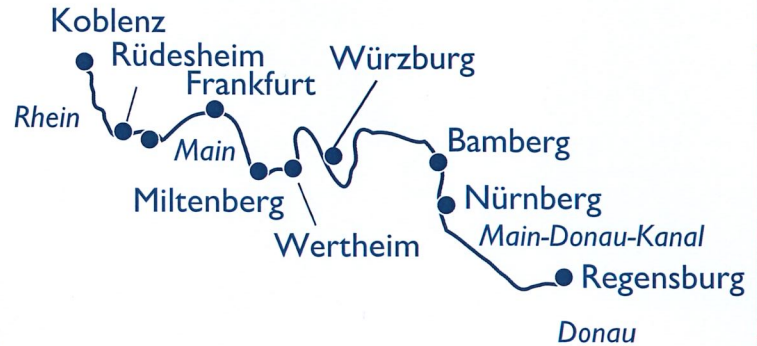 Koblenz
Rüdesheim
Frankfurt
Würzburg
Rhein
Main
Bamberg
Miltenberg
Nürnberg
Wertheim
Main-Donau-Kanal
Regensburg
Donau